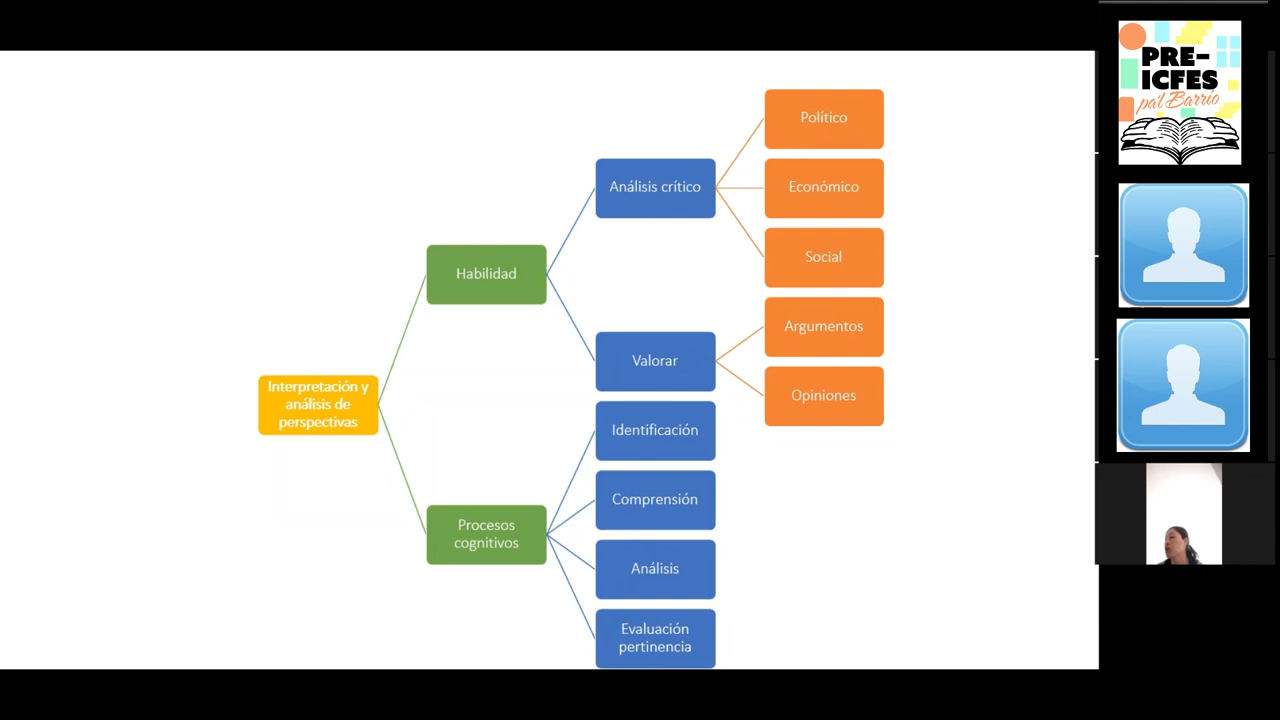 Interpretación y
análisis de
perspectivas
Habilidad
Análisis crítico
Político
Económico
Social
Valorar
Argumentos
Opiniones
Procesos
cognitivos
Identificación
Comprensión
Análisis
Evaluación
pertinencia
PRE-
ICFES
pa'l Barrio